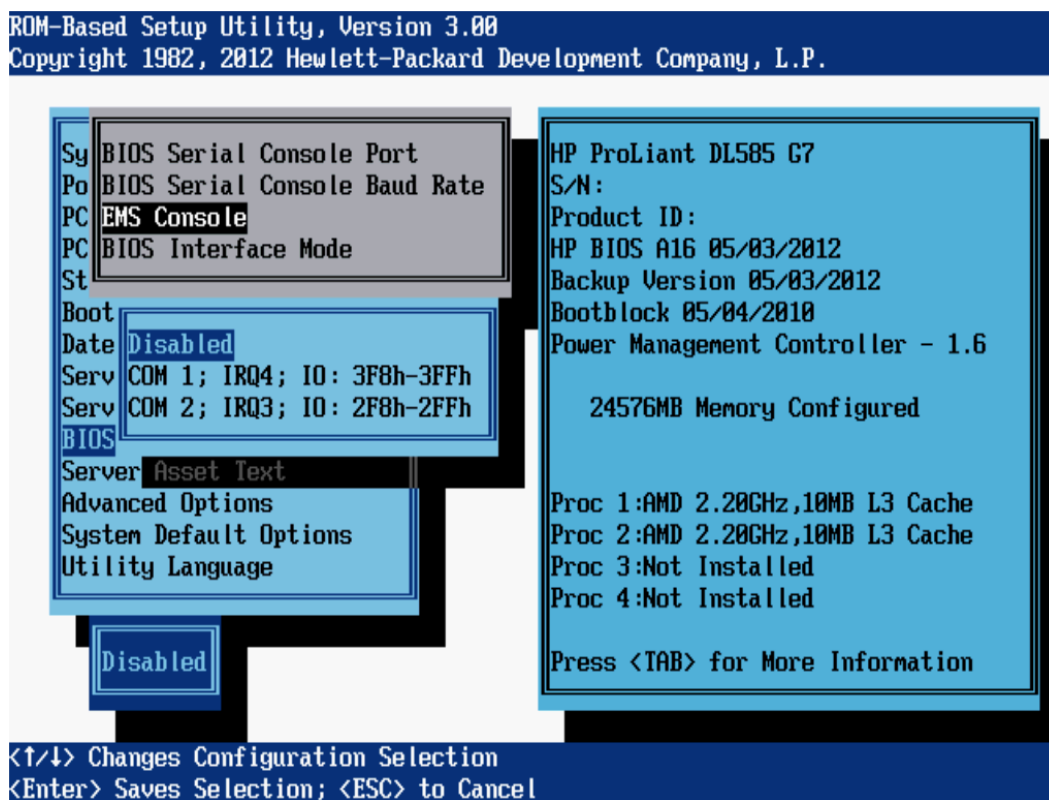 ROM-Based Setup Utility, Version 3.00
Copyright 1982, 2012 Hewlett-Packard Development Company, L.P.
Sy
Po
PC
PC
St
Boot
Date
Serv
Serv
BIOS
Server Asset Text
Advanced Options
System Default Options
Utility Language
BIOS Serial Console Port
BIOS Serial Console Baud Rate
EMS Console
BIOS Interface Mode
Disabled
COM 1; IRQ4; IO: 3F8h-3FFh
COM 2; IRQ3; IO: 2F8h-2FFh
Disabled
HP ProLiant DL585 G7
S/N:
Product ID:
HP BIOS A16 05/03/2012
Backup Version 05/03/2012
Bootblock 05/04/2010
Power Management Controller - 1.6
24576MB Memory Configured
Proc 1:AMD 2.20GHz,10MB L3 Cache
Proc 2:AMD 2.20GHz,10MB L3 Cache
Proc 3:Not Installed
Proc 4:Not Installed
Press <TAB> for More Information
<↑/↓> Changes Configuration Selection
<Enter> Saves Selection; <ESC> to Cancel